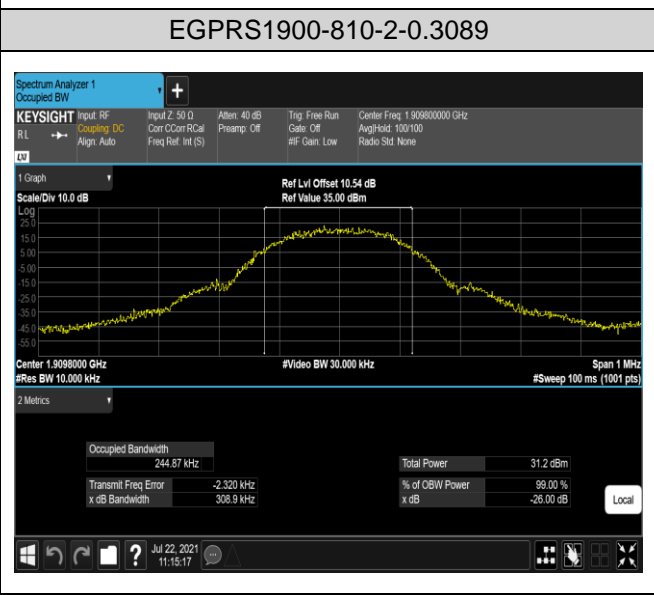 EGPRS1900-810-2-0.3089
Spectrum Analyzer 1
Occupied BW
+
KEYSIGHT
RL
LXI
Input: RF
Coupling: DC
Align: Auto
Input Z: 50 Ω
Corr CCorr RCal
Freq Ref: Int (S)
Atten: 40 dB
Preamp: Off
Trig: Free Run
Gate: Off
#IF Gain: Low
Center Freq: 1.909800000 GHz
Avg|Hold: 100/100
Radio Std: None
1 Graph
Scale/Div 10.0 dB
Ref Lvl Offset 10.54 dB
Ref Value 35.00 dBm
Log
25.0
15.0
5.00
-5.00
-15.0
-25.0
-35.0
-45.0
-55.0
Center 1.9098000 GHz
#Res BW 10.000 kHz
#Video BW 30.000 kHz
Span 1 MHz
#Sweep 100 ms (1001 pts)
2 Metrics
Occupied Bandwidth
244.87 kHz
Transmit Freq Error -2.320 kHz
x dB Bandwidth 308.9 kHz
Total Power 31.2 dBm
% of OBW Power 99.00 %
x dB -26.00 dB
Local
?
Jul 22, 2021
11:15:17